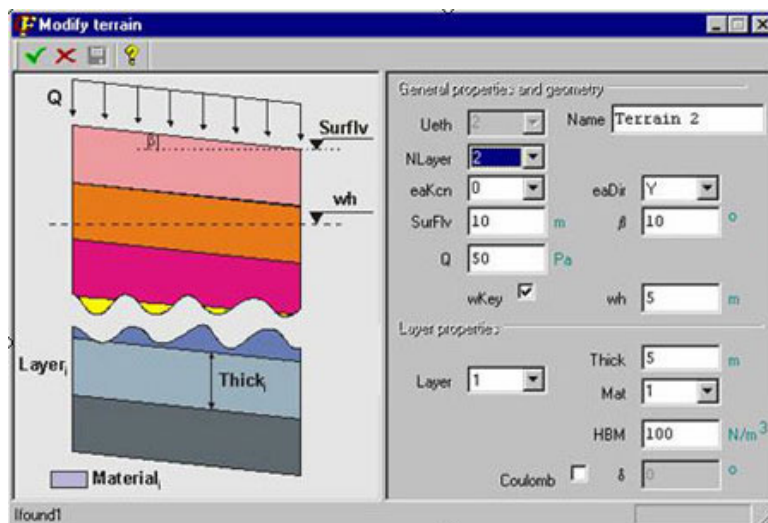 Modify terrain
Q
Surflv
β
wh
Layer i
Thick i
Material i
General properties and geometry
Ueth 2 Name Terrain 2
NLayer 2
eaKcn 0 eaDir Y
SurFlv 10 m β 10 °
Q 50 Pa
wKey wh 5 m
Layer properties
Thick 5 m
Layer 1
Mat 1
HBM 100 N/m³
Coulomb δ 0 °
lfound1